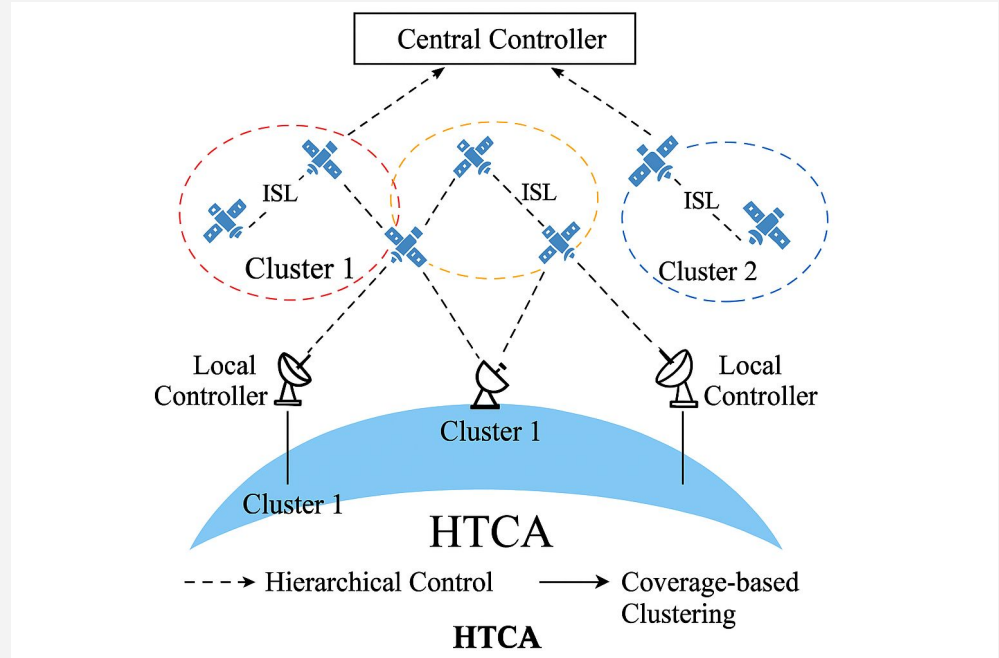 Central Controller
ISL
ISL
ISL
Cluster 1
Cluster 2
Local
Controller
Local
Controller
Cluster 1
Cluster 1
HTCA
Hierarchical Control
Coverage-based
Clustering
HTCA